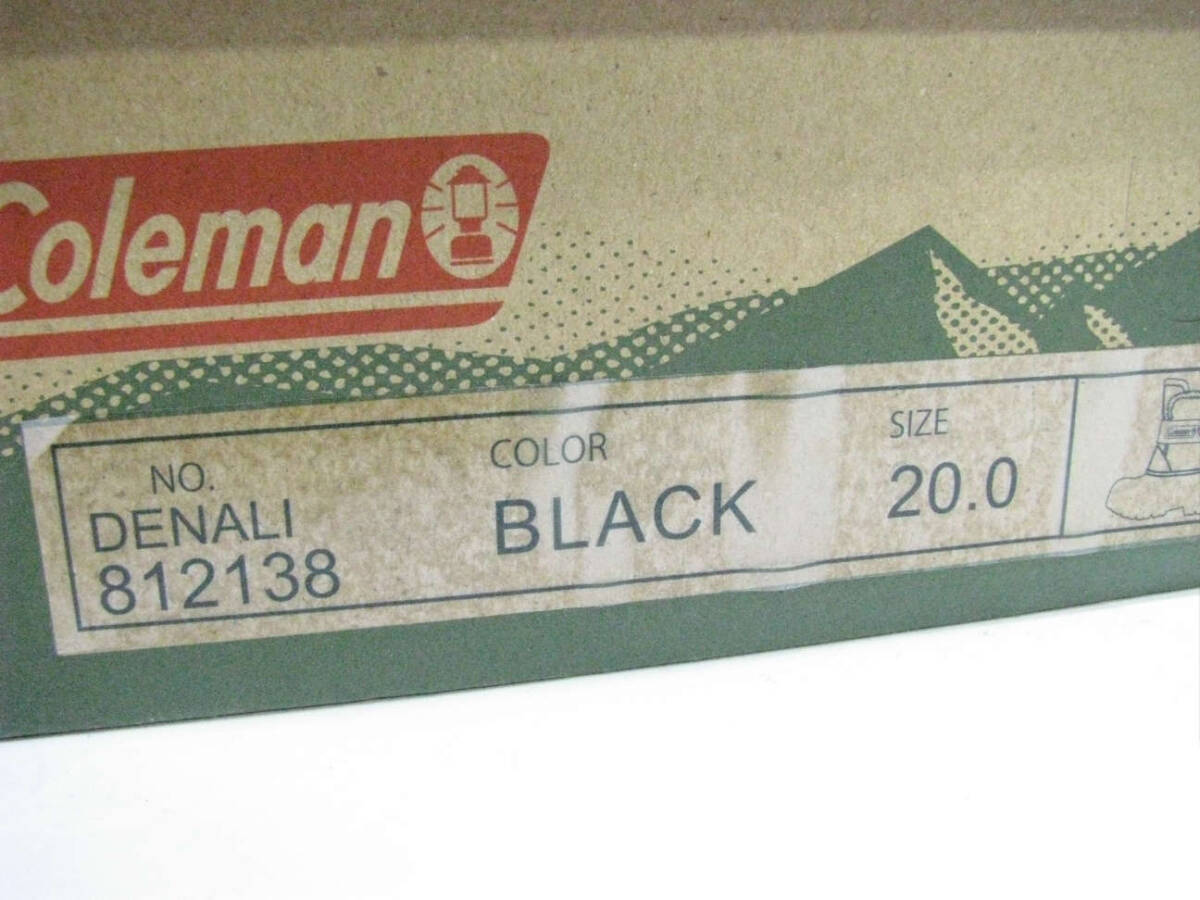 Coleman
NO.
DENALI
812138
COLOR
BLACK
SIZE
20.0